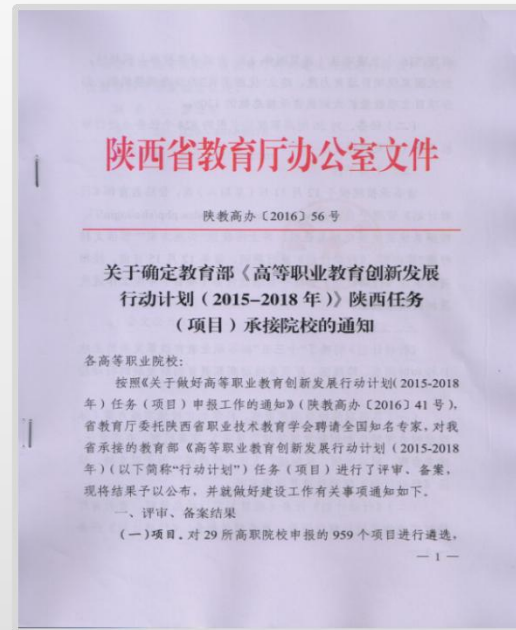 陕西省教育厅办公室文件
陕教高办〔2016〕56号
关于确定教育部《高等职业教育创新发展
行动计划（2015-2018年）》陕西任务
（项目）承接院校的通知
各高等职业院校：
按照《关于做好高等职业教育创新发展行动计划(2015-2018
年）任务（项目）申报工作的通知》（陕教高办〔2016〕41号），
省教育厅委托陕西省职业技术教育学会聘请全国知名专家，对我
省承接的教育部《高等职业教育创新发展行动计划（2015-2018
年）（以下简称“行动计划”）任务（项目）进行了评审、备案，
现将结果予以公布，并就做好建设工作有关事项通知如下。
一、评审、备案结果
（一)项目。对29所高职院校申报的959个项目进行遴选，
— 1 —